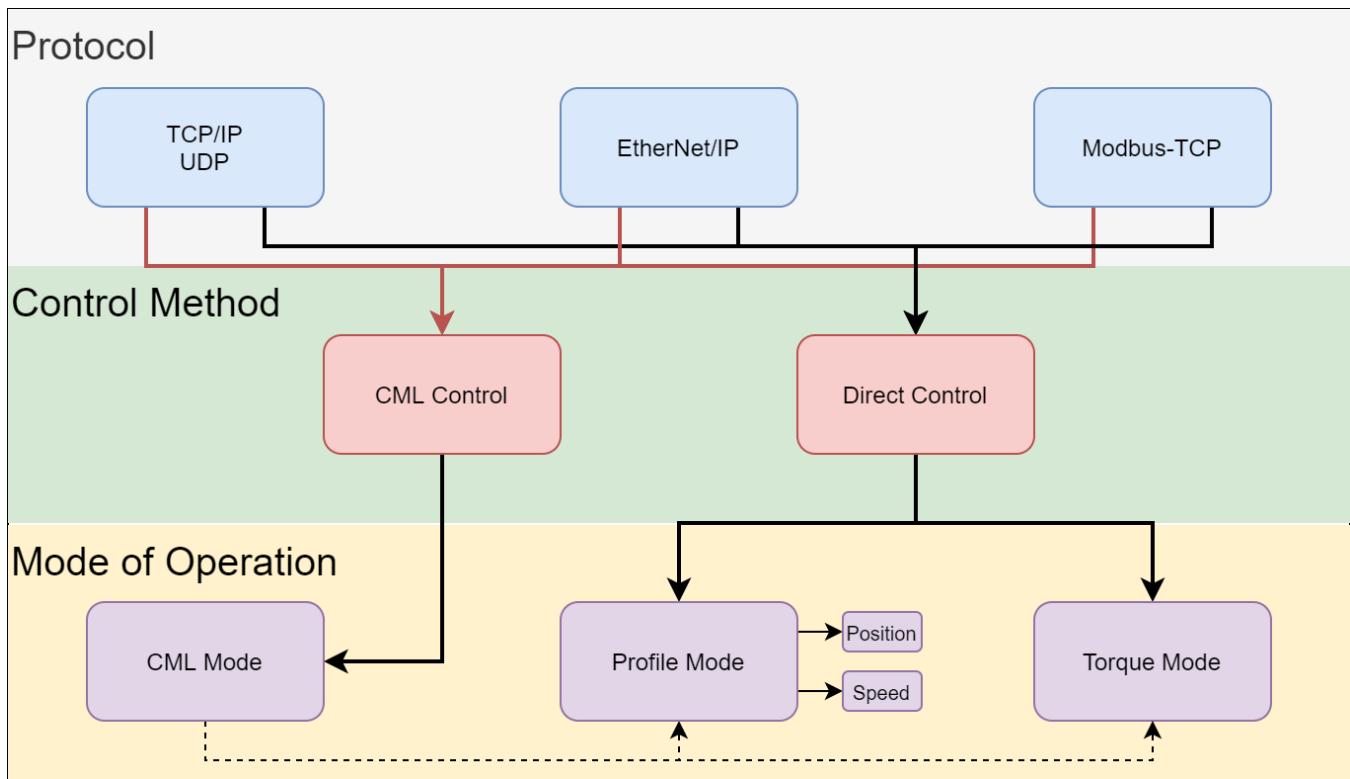 Protocol
TCP/IP
UDP
EtherNet/IP
Modbus-TCP
Control Method
CML Control
Direct Control
Mode of Operation
CML Mode
Profile Mode
Position
Speed
Torque Mode